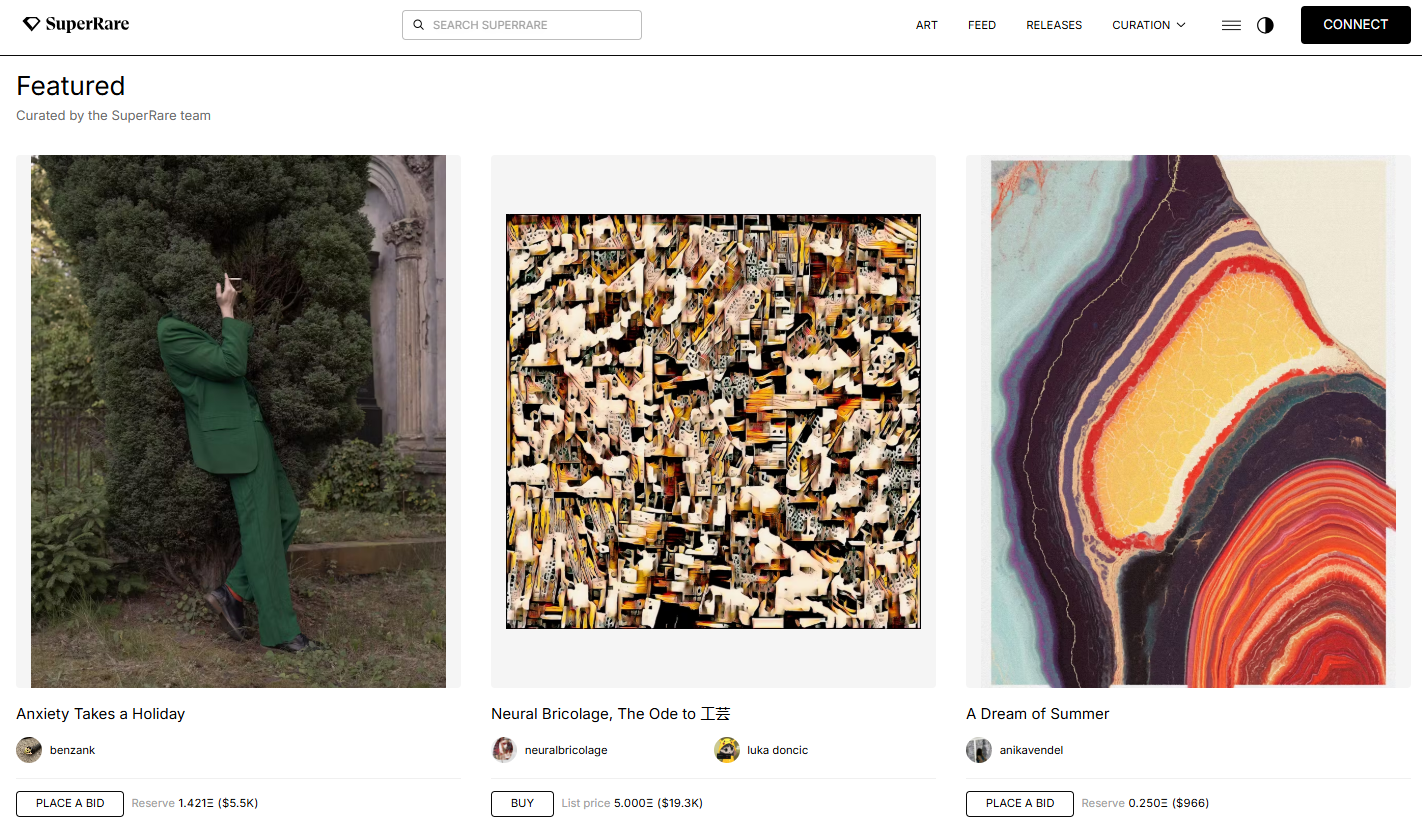 SuperRare
SEARCH SUPERRARE
ART
FEED
RELEASES
CURATION
CONNECT
Featured
Curated by the SuperRare team
Anxiety Takes a Holiday
benzank
PLACE A BID
Reserve 1.421Ξ ($5.5K)
Neural Bricolage, The Ode to 工芸
neuralbricolage
luka doncic
BUY
List price 5.000Ξ ($19.3K)
A Dream of Summer
anikavendel
PLACE A BID
Reserve 0.250Ξ ($966)